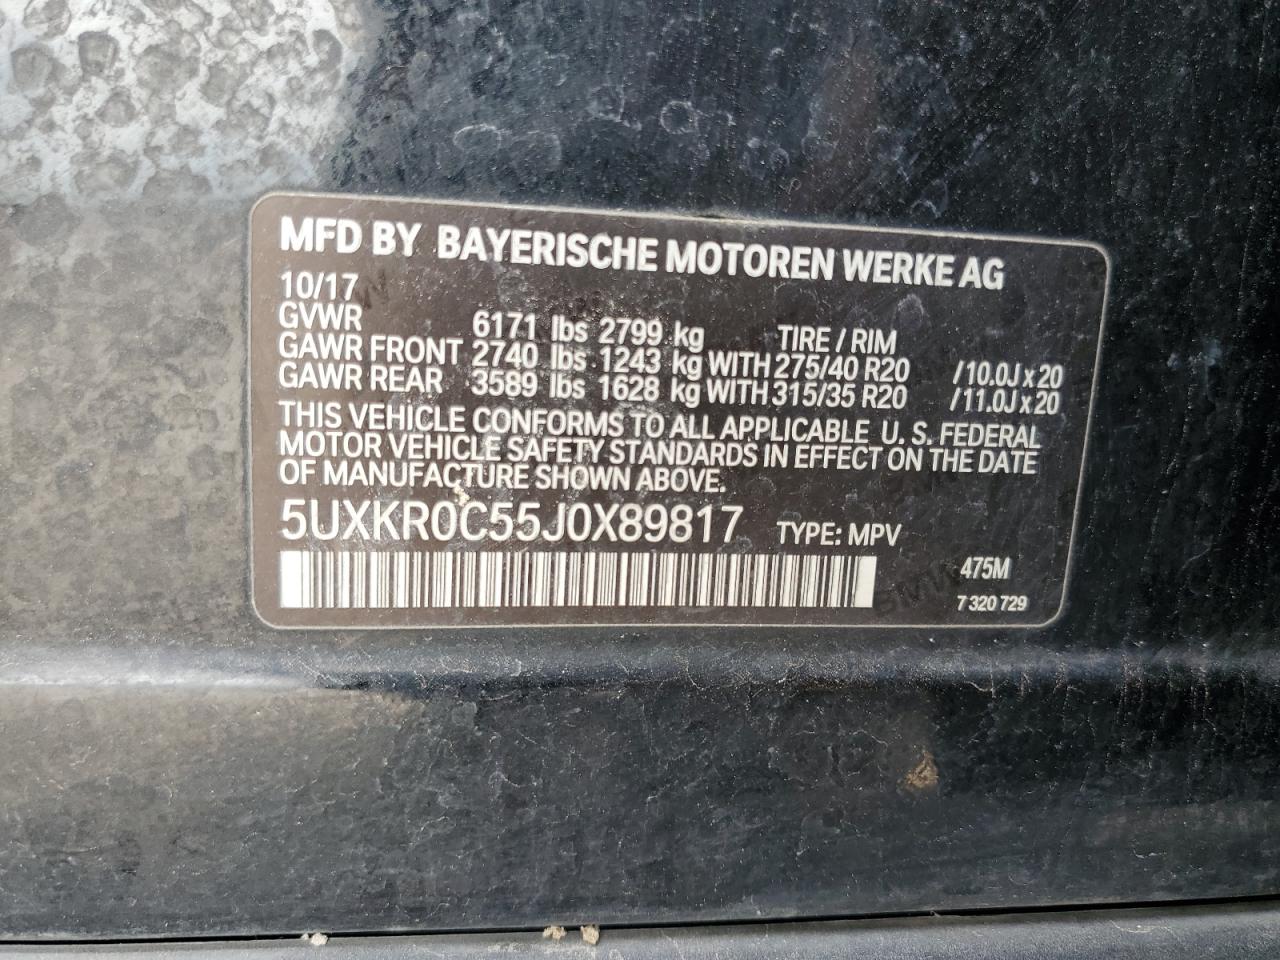 MFD BY BAYERISCHE MOTOREN WERKE AG
10/17
GVWR 6171 lbs 2799 kg TIRE / RIM
GAWR FRONT 2740 lbs 1243 kg WITH 275/40 R20 / 10.0J x 20
GAWR REAR 3589 lbs 1628 kg WITH 315/35 R20 / 11.0J x 20
THIS VEHICLE CONFORMS TO ALL APPLICABLE U. S. FEDERAL
MOTOR VEHICLE SAFETY STANDARDS IN EFFECT ON THE DATE
OF MANUFACTURE SHOWN ABOVE.
5UXKR0C55J0X89817 TYPE: MPV
475M
7 320 729
BMW